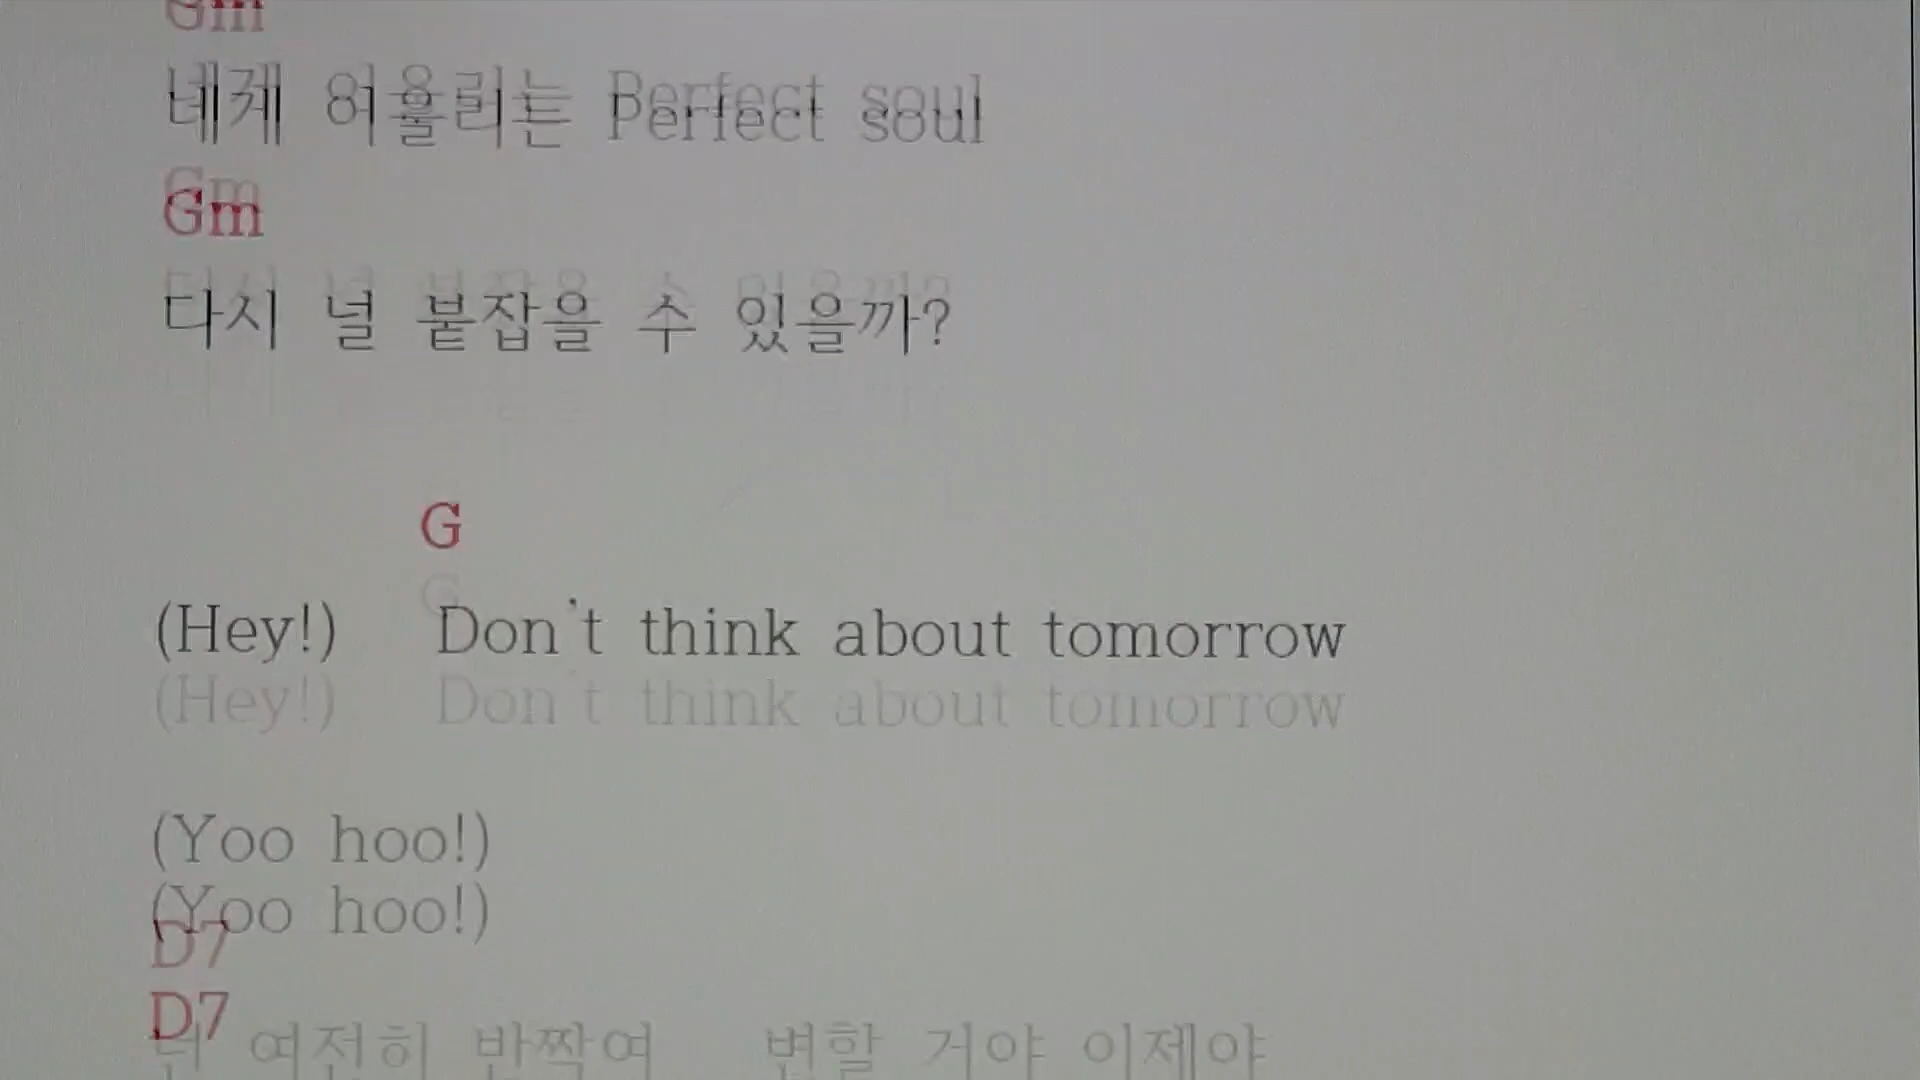 Gm
네게 어울리는 Perfect soul
Gm
다시 널 붙잡을 수 있을까?
G
(Hey!) Don't think about tomorrow
(Yoo hoo!)
D7
넌 여전히 반짝여 변할 거야 이제야